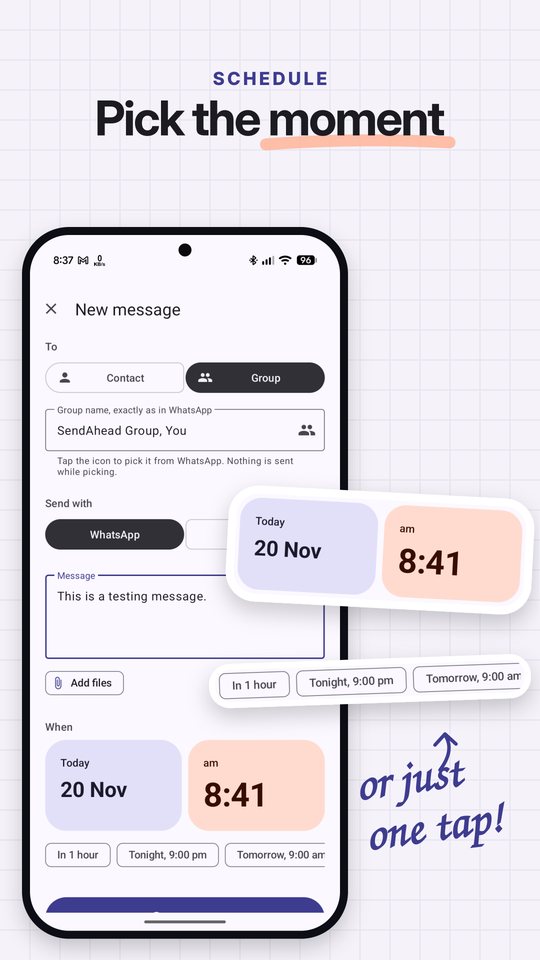 SCHEDULE
Pick the moment
8:37
0
KB/s
96
New message
To
Contact
Group
Group name, exactly as in WhatsApp
SendAhead Group, You
Tap the icon to pick it from WhatsApp. Nothing is sent
while picking.
Send with
WhatsApp
Today
20 Nov
am
8:41
Message
This is a testing message.
Add files
In 1 hour
Tonight, 9:00 pm
Tomorrow, 9:00 am
or just
one tap!
When
Today
20 Nov
am
8:41
In 1 hour
Tonight, 9:00 pm
Tomorrow, 9:00 am